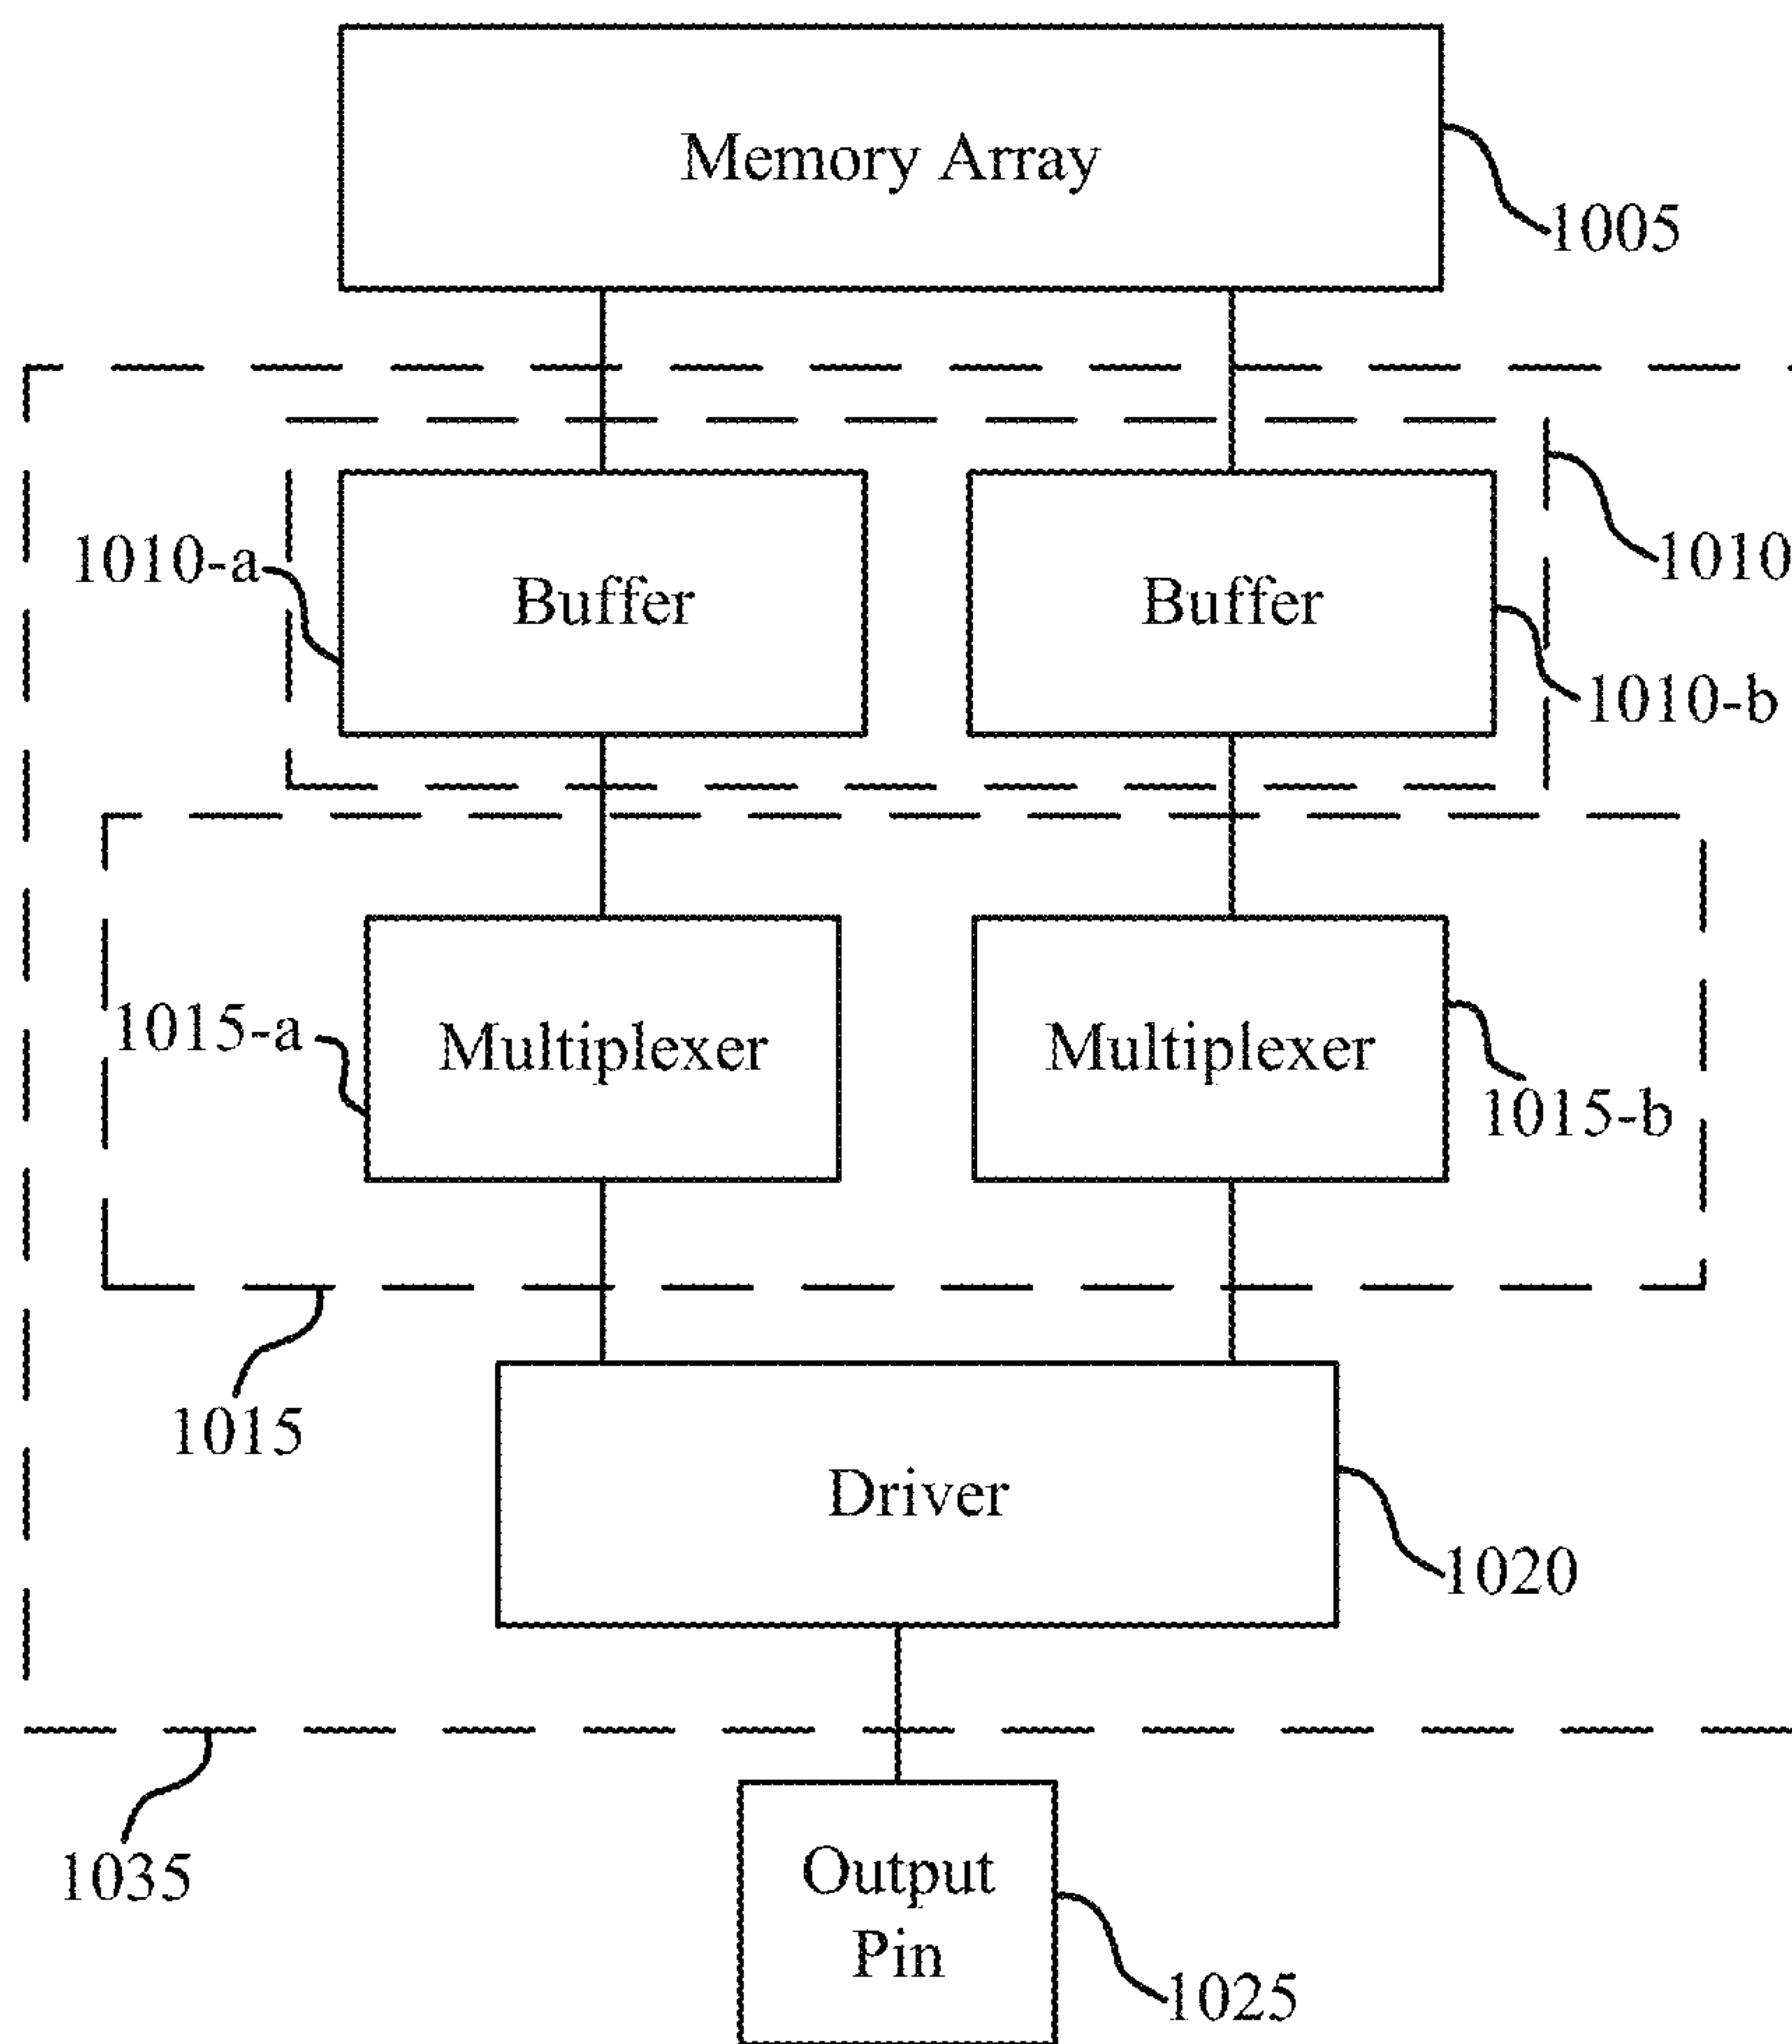 Memory Array
1005
1010-a
Buffer
Buffer
1010
1010-b
1015-a
Multiplexer
Multiplexer
1015-b
1015
Driver
1020
1035
Output
Pin
1025